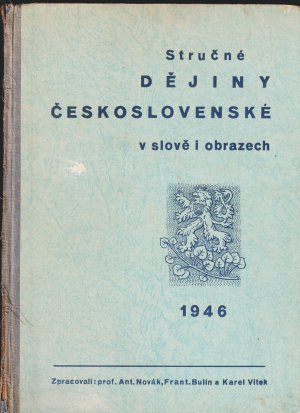 Stručné
DĚJINY
ČESKOSLOVENSKÉ
v slově i obrazech
1946
Zpracovali: prof. Ant. Novák, Frant. Bulín a Karel Vítek